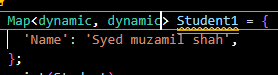 Map<dynamic, dynamic> Student1 = {
'Name': 'Syed muzamil shah',
};